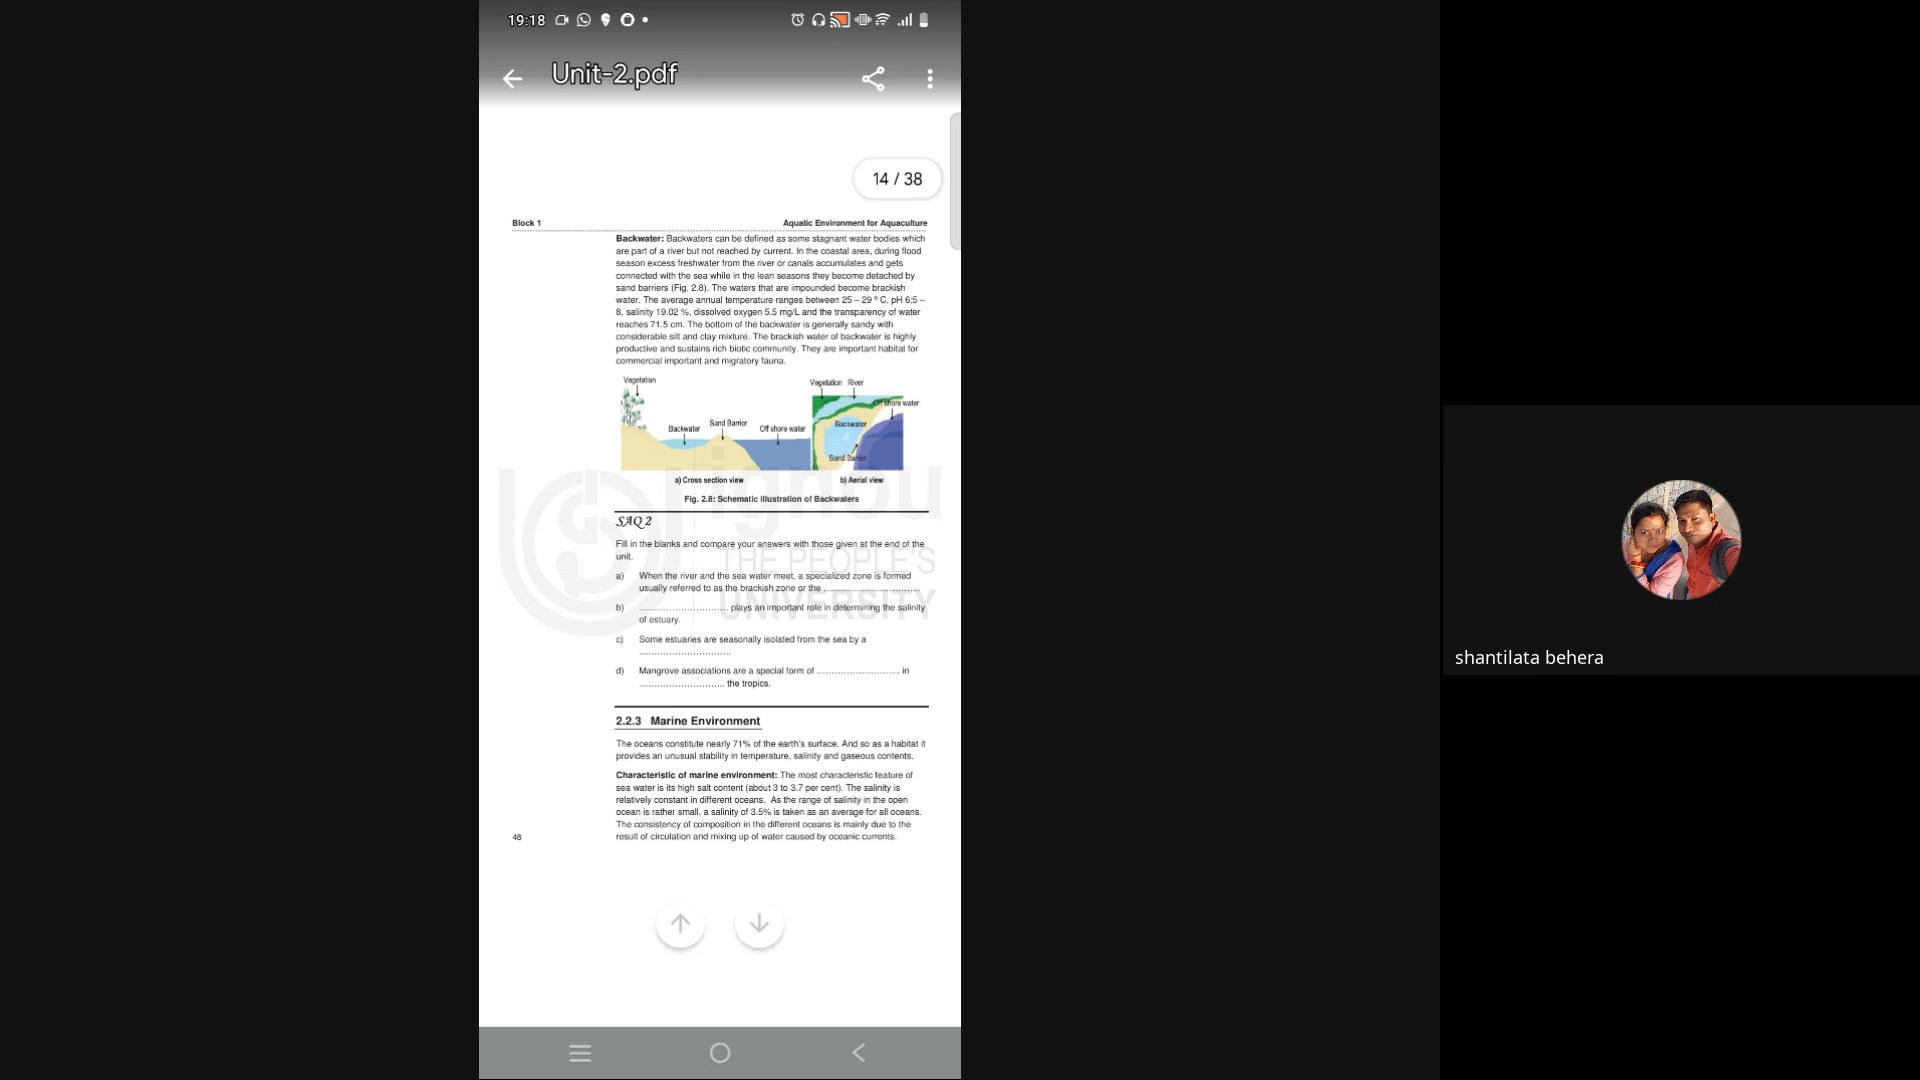 19:18
Unit-2.pdf
14 / 38
Block 1 Aquatic Environment for Aquaculture
Backwater: Backwaters can be defined as some stagnant water bodies which
are part of a river but not reached by current. In the coastal area, during flood
season excess freshwater from the river or canals accumulates and gets
connected with the sea while in the lean seasons they become detached by
sand barriers (Fig. 2.8). The waters that are impounded become brackish
water. The average annual temperature ranges between 25 – 29 º C, pH 6;5 –
8, salinity 19.02 %, dissolved oxygen 5.5 mg/L and the transparency of water
reaches 71.5 cm. The bottom of the backwater is generally sandy with
considerable silt and clay mixture. The brackish water of backwater is highly
productive and sustains rich biotic community. They are important habitat for
commercial important and migratory fauna.
Vegetation
Vegetation River
Off shore water
Backwater Sand Barrier Off shore water
Backwater
Sand Barrier
a) Cross section view b) Aerial view
Fig. 2.8: Schematic illustration of Backwaters
ignou
THE PEOPLE'S
UNIVERSITY
SAQ 2
Fill in the blanks and compare your answers with those given at the end of the
unit.
a) When the river and the sea water meet, a specialized zone is formed
usually referred to as the brackish zone or the ................................
b) .............................. plays an important role in determining the salinity
of estuary.
c) Some estuaries are seasonally isolated from the sea by a
...............................
d) Mangrove associations are a special form of ............................ in
............................. the tropics.
2.2.3 Marine Environment
The oceans constitute nearly 71% of the earth's surface. And so as a habitat it
provides an unusual stability in temperature, salinity and gaseous contents.
Characteristic of marine environment: The most characteristic feature of
sea water is its high salt content (about 3 to 3.7 per cent). The salinity is
relatively constant in different oceans. As the range of salinity in the open
ocean is rather small, a salinity of 3.5% is taken as an average for all oceans.
The consistency of composition in the different oceans is mainly due to the
result of circulation and mixing up of water caused by oceanic currents.
48
shantilata behera